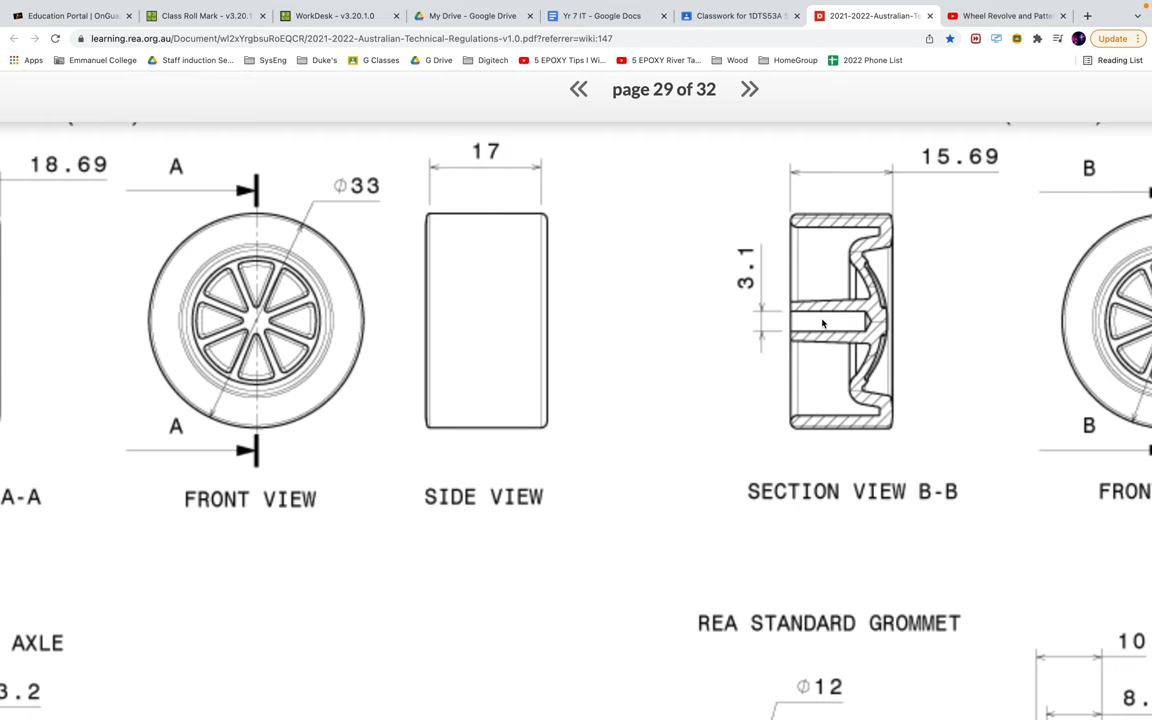 Education Portal | OnGua
Class Roll Mark - v3.20.1
WorkDesk - v3.20.1.0
My Drive - Google Drive
Yr 7 IT - Google Docs
Classwork for 1DTS53A S
2021-2022-Australian-Te
Wheel Revolve and Patte
learning.rea.org.au/Document/wl2xYrgbsuRoEQCR/2021-2022-Australian-Technical-Regulations-v1.0.pdf?referrer=wiki:147
Update
Apps
Emmanuel College
Staff induction Se...
SysEng
Duke's
G Classes
G Drive
Digitech
5 EPOXY Tips I Wi...
5 EPOXY River Ta...
Wood
HomeGroup
2022 Phone List
Reading List
page 29 of 32
18.69
A
⌀33
17
15.69
B
3.1
A
B
A-A
FRONT VIEW
SIDE VIEW
SECTION VIEW B-B
FRON
REA STANDARD GROMMET
AXLE
10
3.2
⌀12
8.